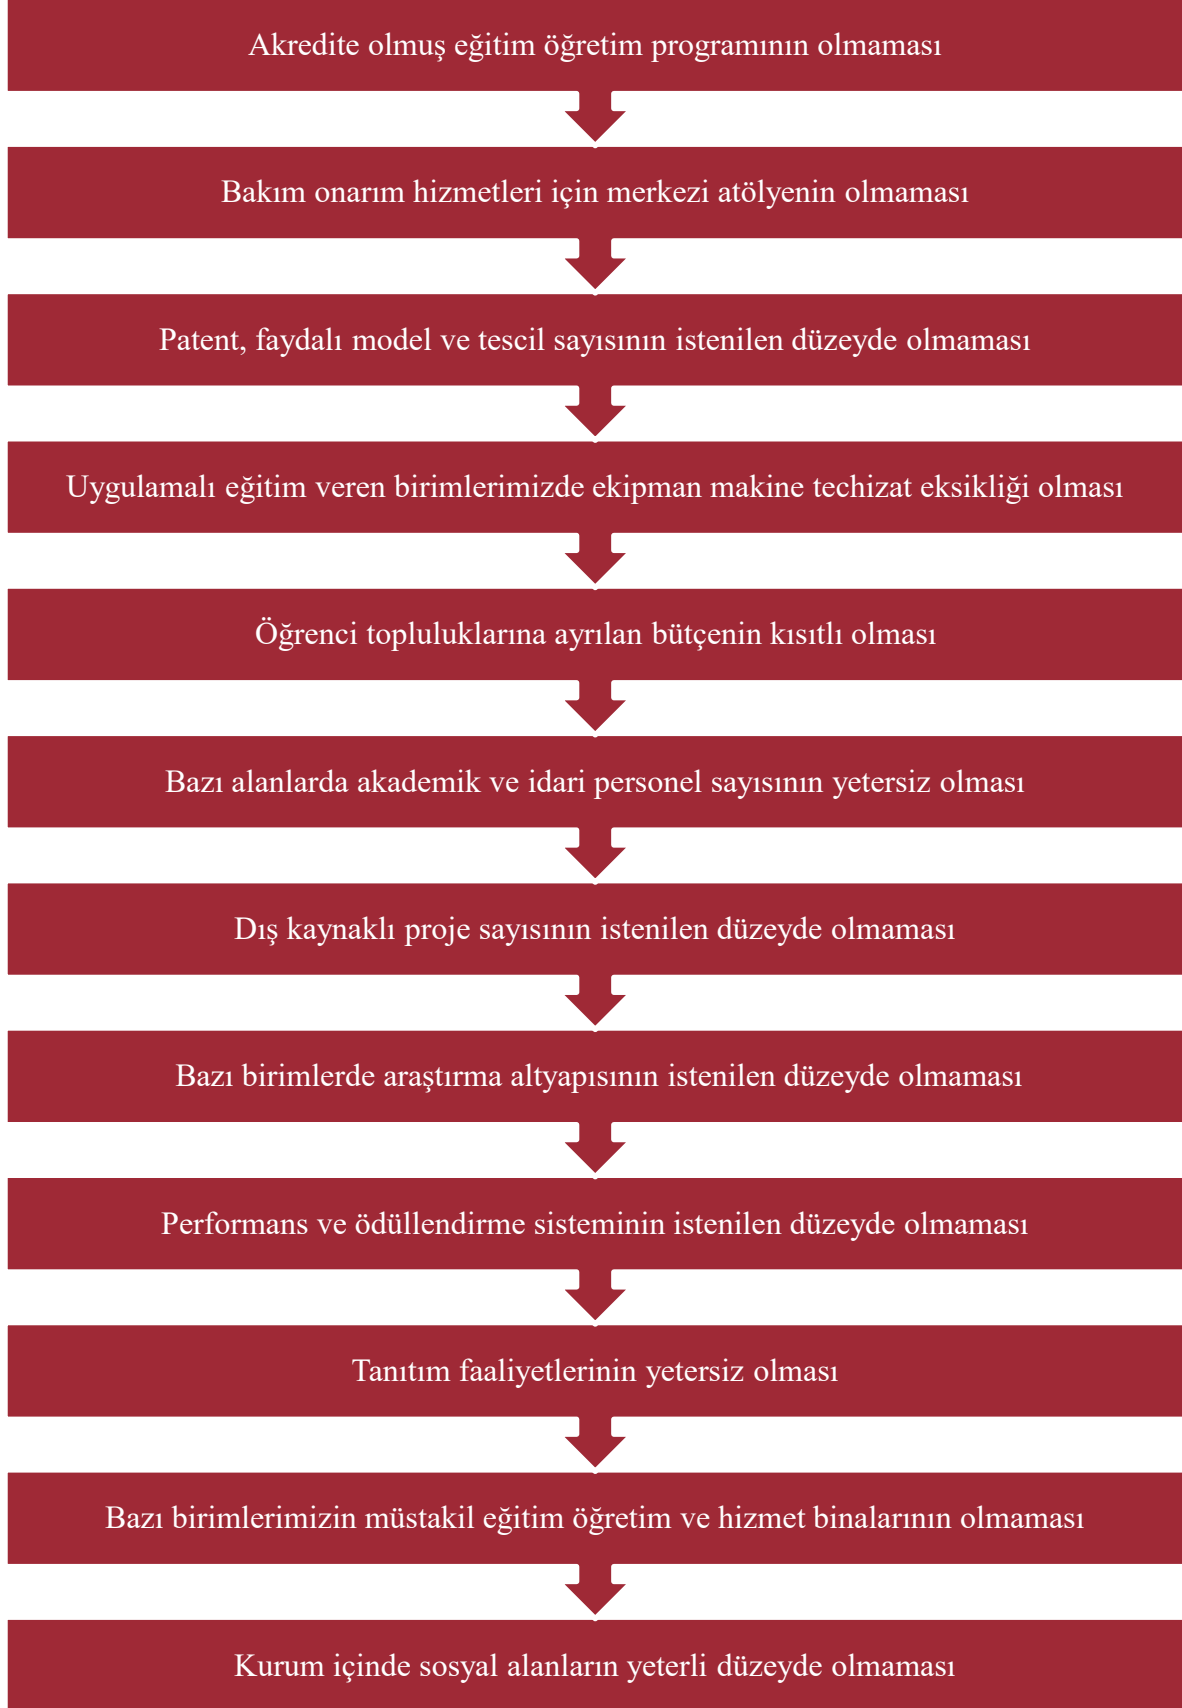 Akredite olmuş eğitim öğretim programının olmaması
Bakım onarım hizmetleri için merkezi atölyenin olmaması
Patent, faydalı model ve tescil sayısının istenilen düzeyde olmaması
Uygulamalı eğitim veren birimlerimizde ekipman makine techizat eksikliği olması
Öğrenci topluluklarına ayrılan bütçenin kısıtlı olması
Bazı alanlarda akademik ve idari personel sayısının yetersiz olması
Dış kaynaklı proje sayısının istenilen düzeyde olmaması
Bazı birimlerde araştırma altyapısının istenilen düzeyde olmaması
Performans ve ödüllendirme sisteminin istenilen düzeyde olmaması
Tanıtım faaliyetlerinin yetersiz olması
Bazı birimlerimizin müstakil eğitim öğretim ve hizmet binalarının olmaması
Kurum içinde sosyal alanların yeterli düzeyde olmaması